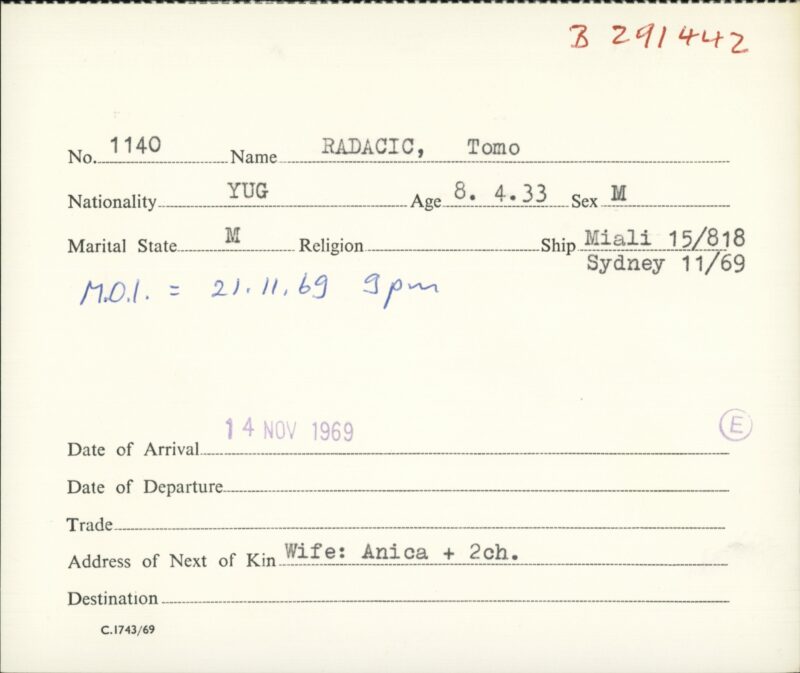 B 291442
No. 1140 Name RADACIC, Tomo
Nationality YUG Age 8. 4.33 Sex M
Marital State M Religion Ship Miali 15/818
Sydney 11/69
M.O.I. = 21.11.69 9pm
Date of Arrival 14 NOV 1969 E
Date of Departure
Trade
Address of Next of Kin Wife: Anica + 2ch.
Destination
C.1743/69